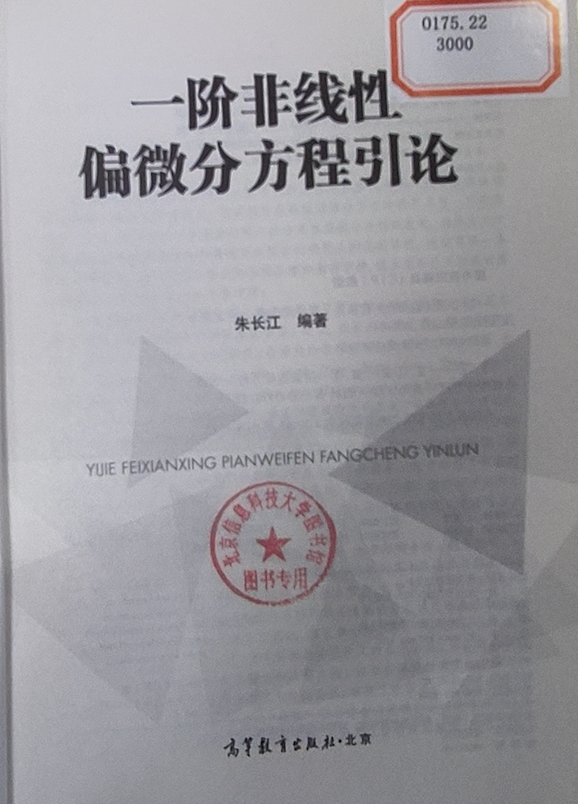 O175.22
3000
一阶非线性
偏微分方程引论
朱长江 编著
YIJIE FEIXIANXING PIANWEIFEN FANGCHENG YINLUN
北京信息科技大学图书馆
图书专用
高等教育出版社·北京